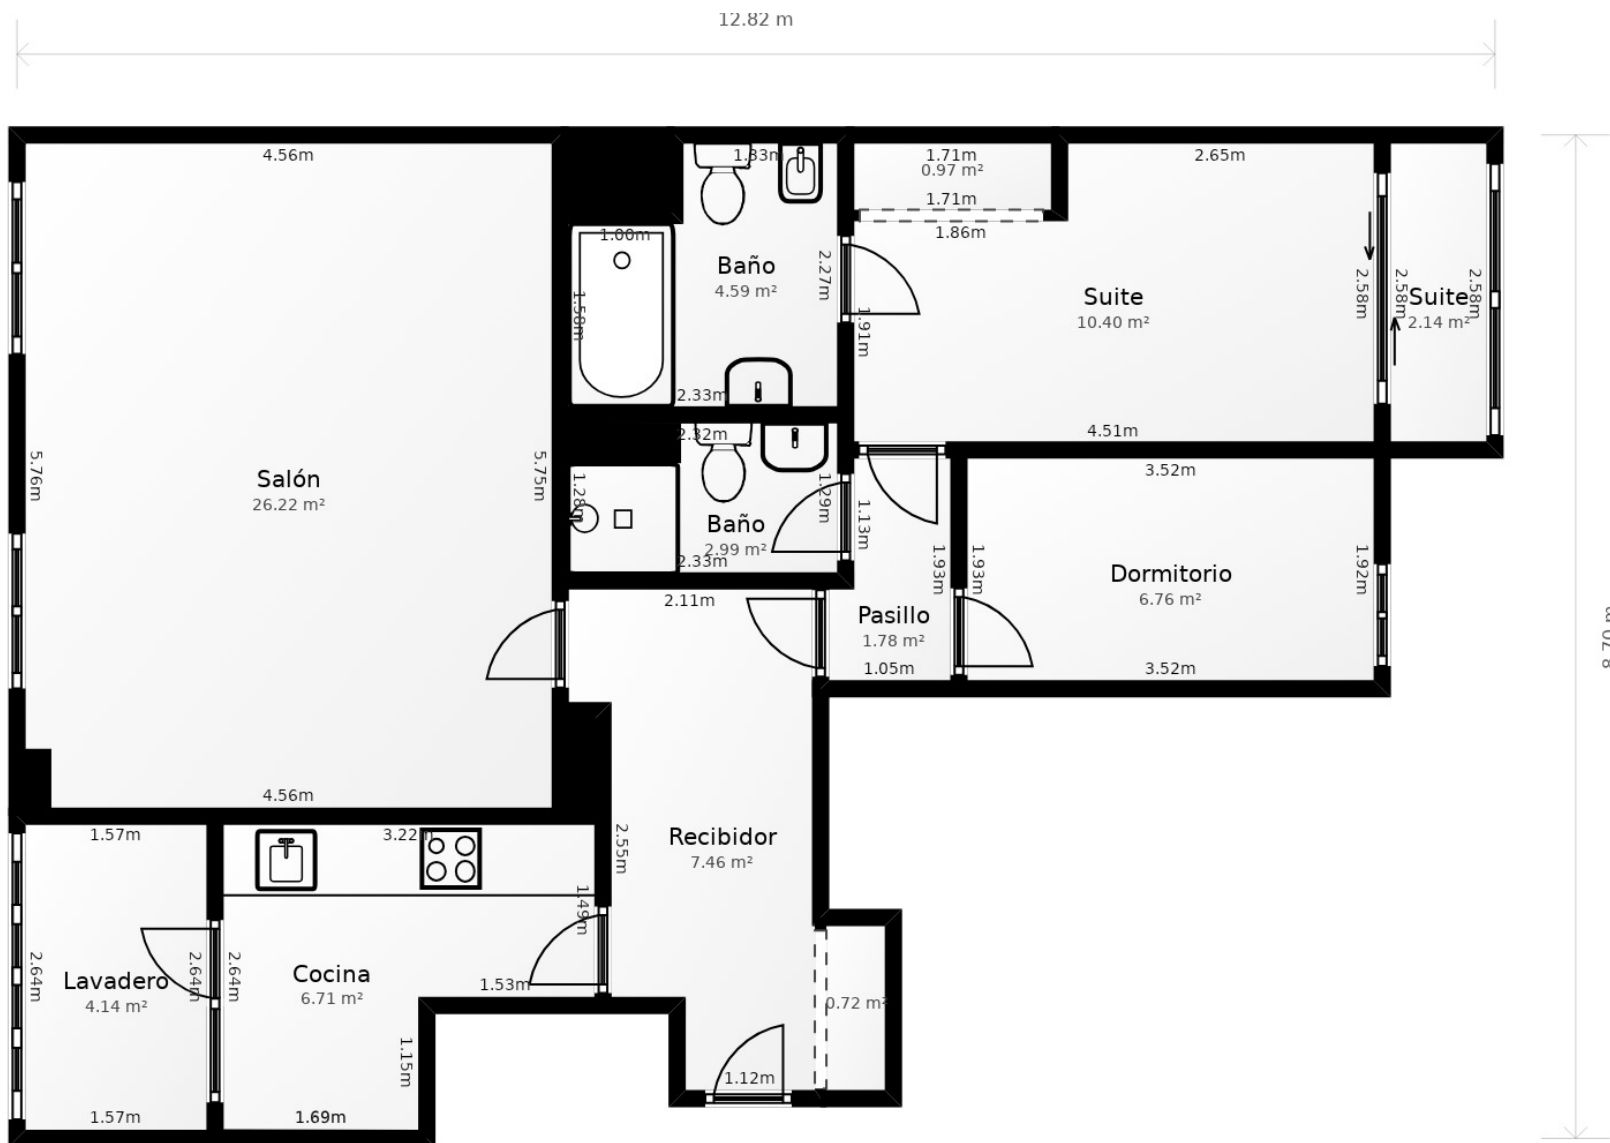 12.82 m
4.56m
1.83m
1.71m
0.97 m²
1.71m
1.86m
2.65m
1.00m
1.58m
Baño
4.59 m²
2.27m
2.33m
1.91m
Suite
10.40 m²
2.58m
2.58m
Suite
2.14 m²
2.58m
4.51m
5.76m
Salón
26.22 m²
5.75m
4.56m
2.32m
1.28m
Baño
2.99 m²
1.29m
2.33m
1.13m
1.93m
Pasillo
1.78 m²
1.05m
1.93m
3.52m
Dormitorio
6.76 m²
1.92m
3.52m
2.11m
2.55m
Recibidor
7.46 m²
0.72 m²
1.12m
1.57m
2.64m
Lavadero
4.14 m²
2.64m
1.57m
3.22m
2.64m
Cocina
6.71 m²
1.49m
1.53m
1.15m
1.69m